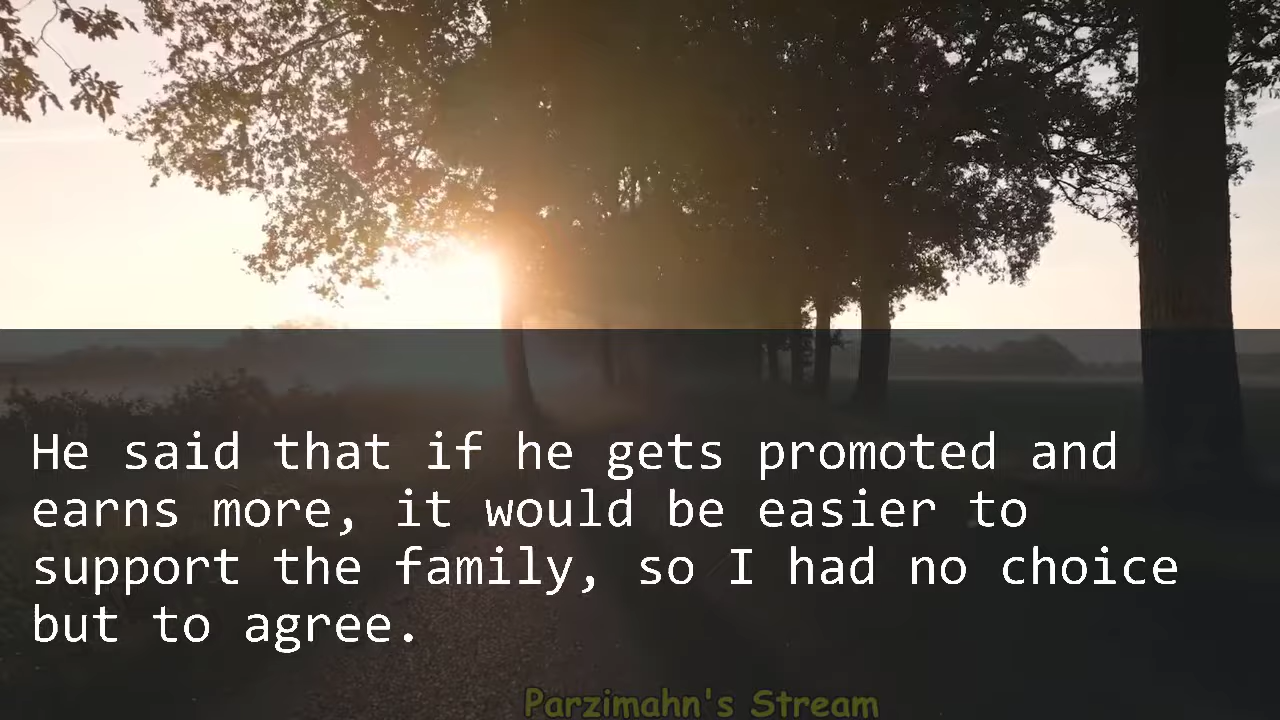 He said that if he gets promoted and
earns more, it would be easier to
support the family, so I had no choice
but to agree.
Parzimahn's Stream